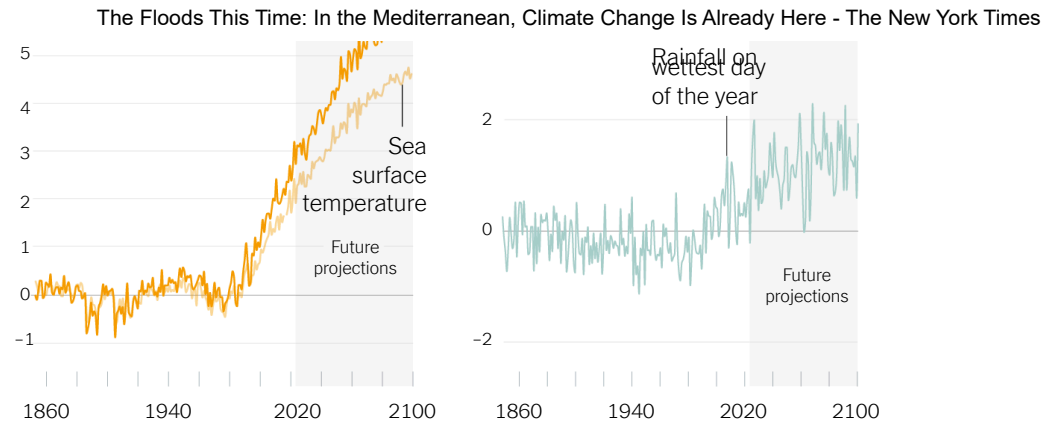 The Floods This Time: In the Mediterranean, Climate Change Is Already Here - The New York Times
5
4
3
2
1
0
−1
Sea
surface
temperature
Future
projections
1860
1940
2020
2100
Rainfall on
wettest day
of the year
2
0
−2
Future
projections
1860
1940
2020
2100